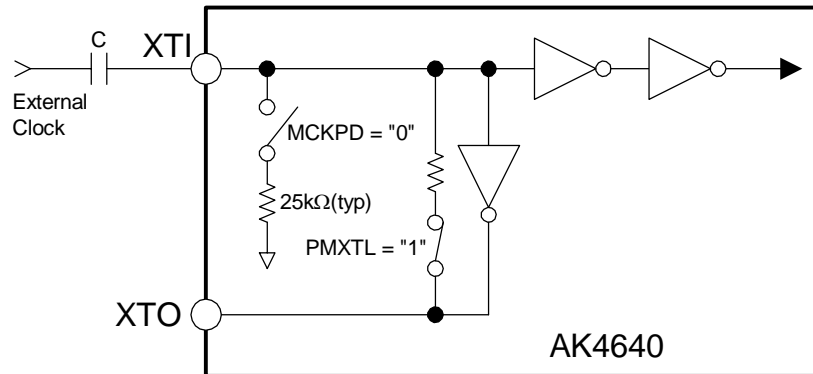 C
XTI
External
Clock
MCKPD = "0"
25kΩ(typ)
PMXTL = "1"
XTO
AK4640